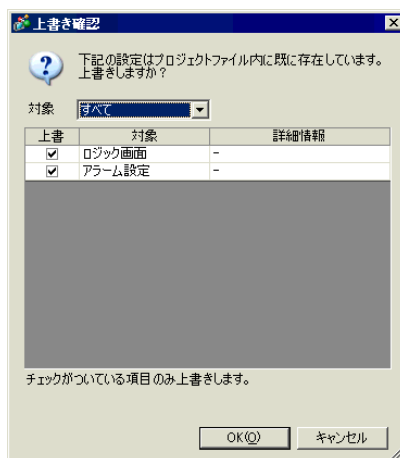 上書き確認
下記の設定はプロジェクトファイル内に既に存在しています。
上書きしますか？
対象 すべて
上書 対象 詳細情報
ロジック画面 -
アラーム設定 -
チェックがついている項目のみ上書きします。
OK(O) キャンセル